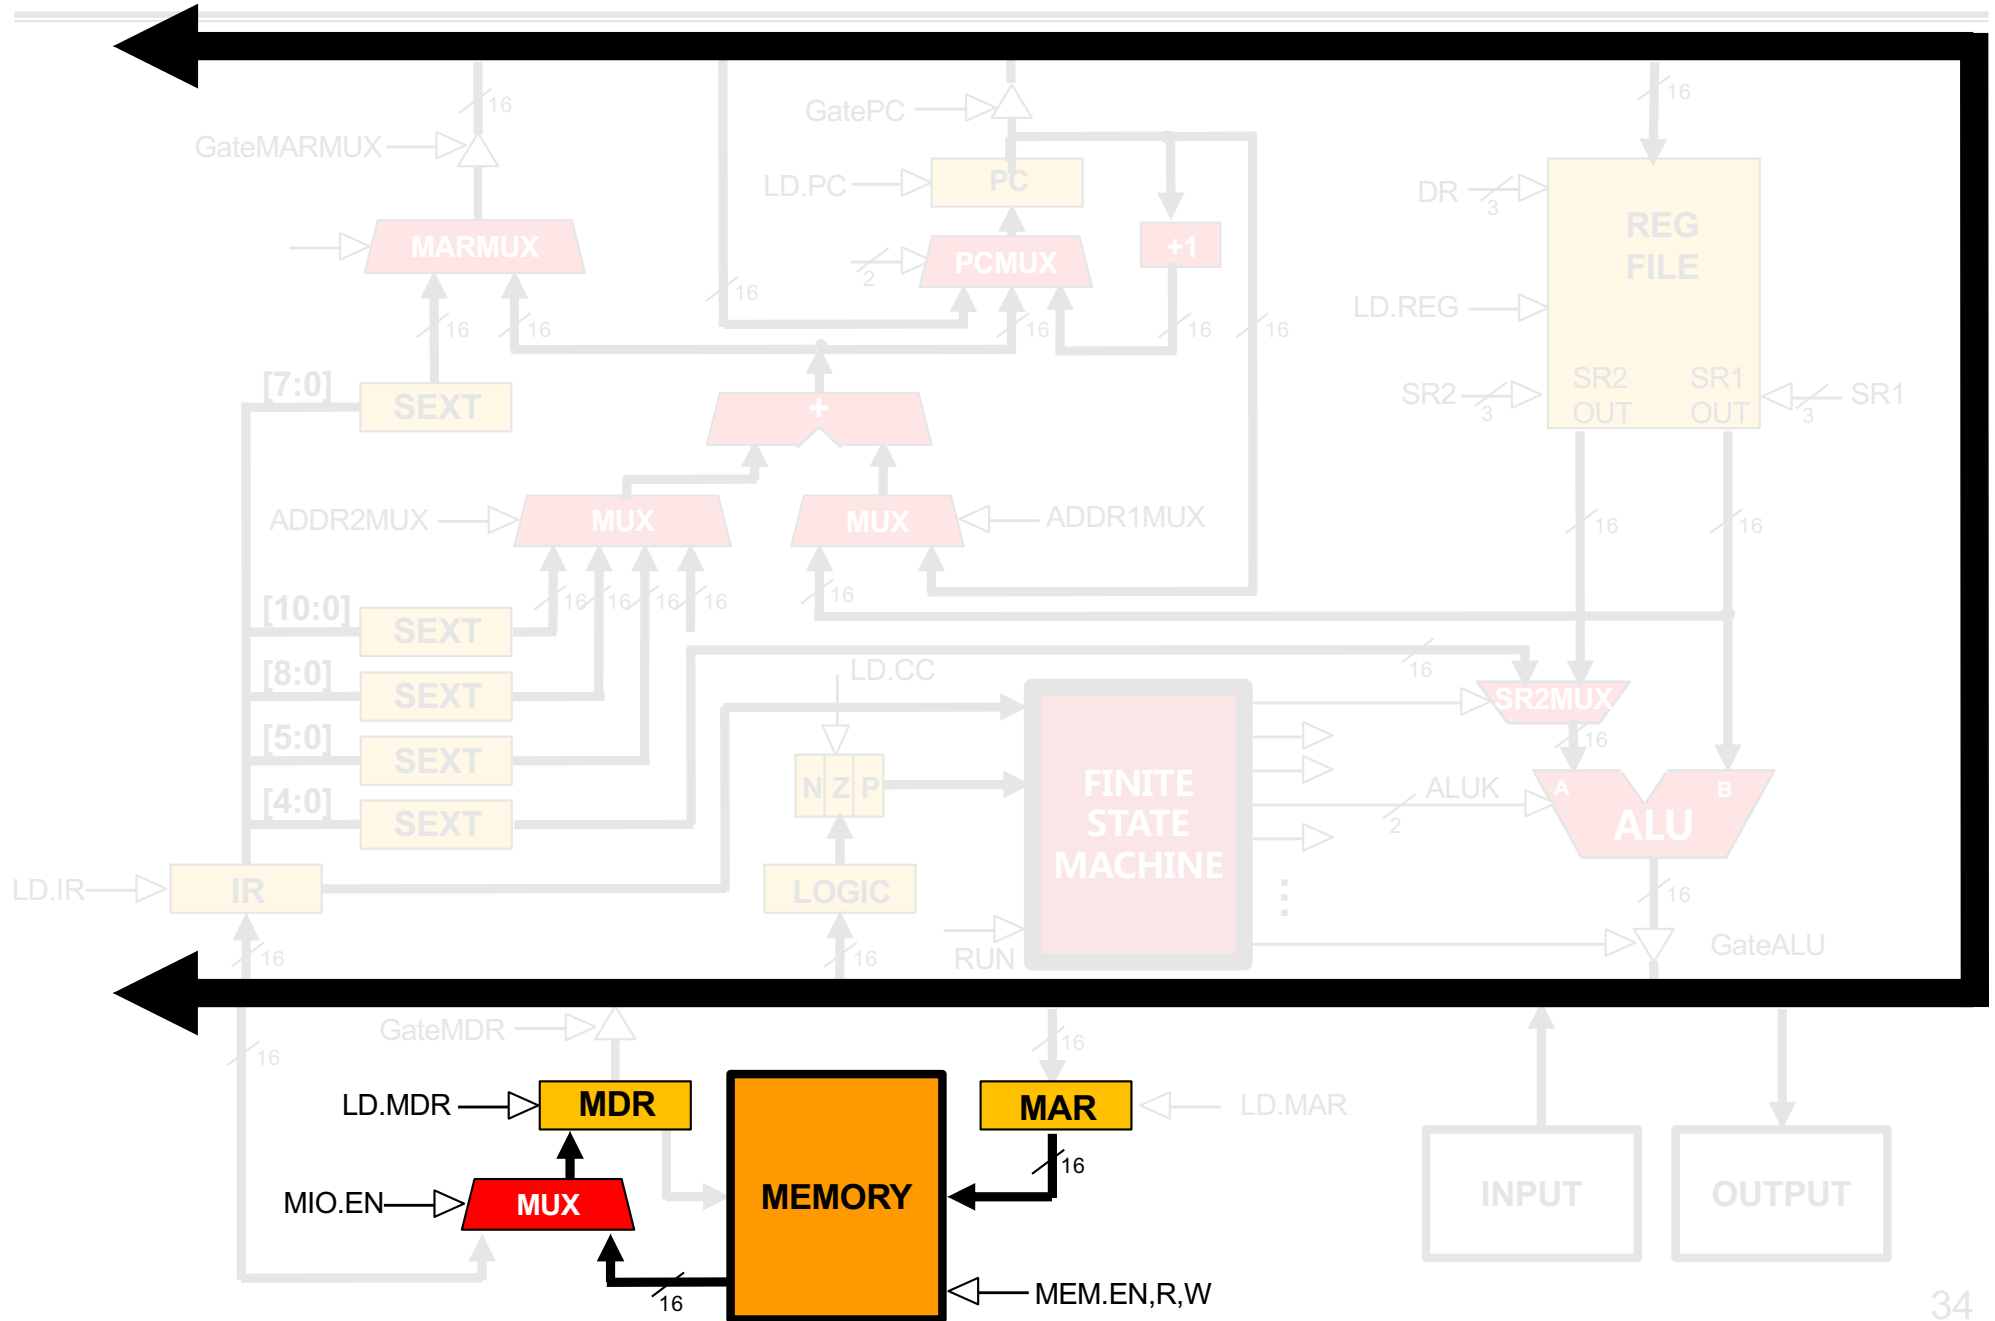 16
16
GatePC
GateMARMUX
LD.PC
PC
DR
3
REG
FILE
MARMUX
2
PCMUX
+1
16
LD.REG
16
16
16
16
16
[7:0]
SEXT
+
SR2
3
SR2
OUT
SR1
OUT
3
SR1
ADDR2MUX
MUX
MUX
ADDR1MUX
16
16
16
16
16
16
16
[10:0]
SEXT
[8:0]
SEXT
LD.CC
16
SR2MUX
16
[5:0]
SEXT
N Z P
FINITE
STATE
MACHINE
ALUK
2
A
B
ALU
[4:0]
SEXT
LD.IR
IR
LOGIC
16
16
16
RUN
GateALU
GateMDR
16
16
LD.MDR
MDR
MAR
LD.MAR
16
MIO.EN
MUX
MEMORY
INPUT
OUTPUT
16
MEM.EN,R,W
34